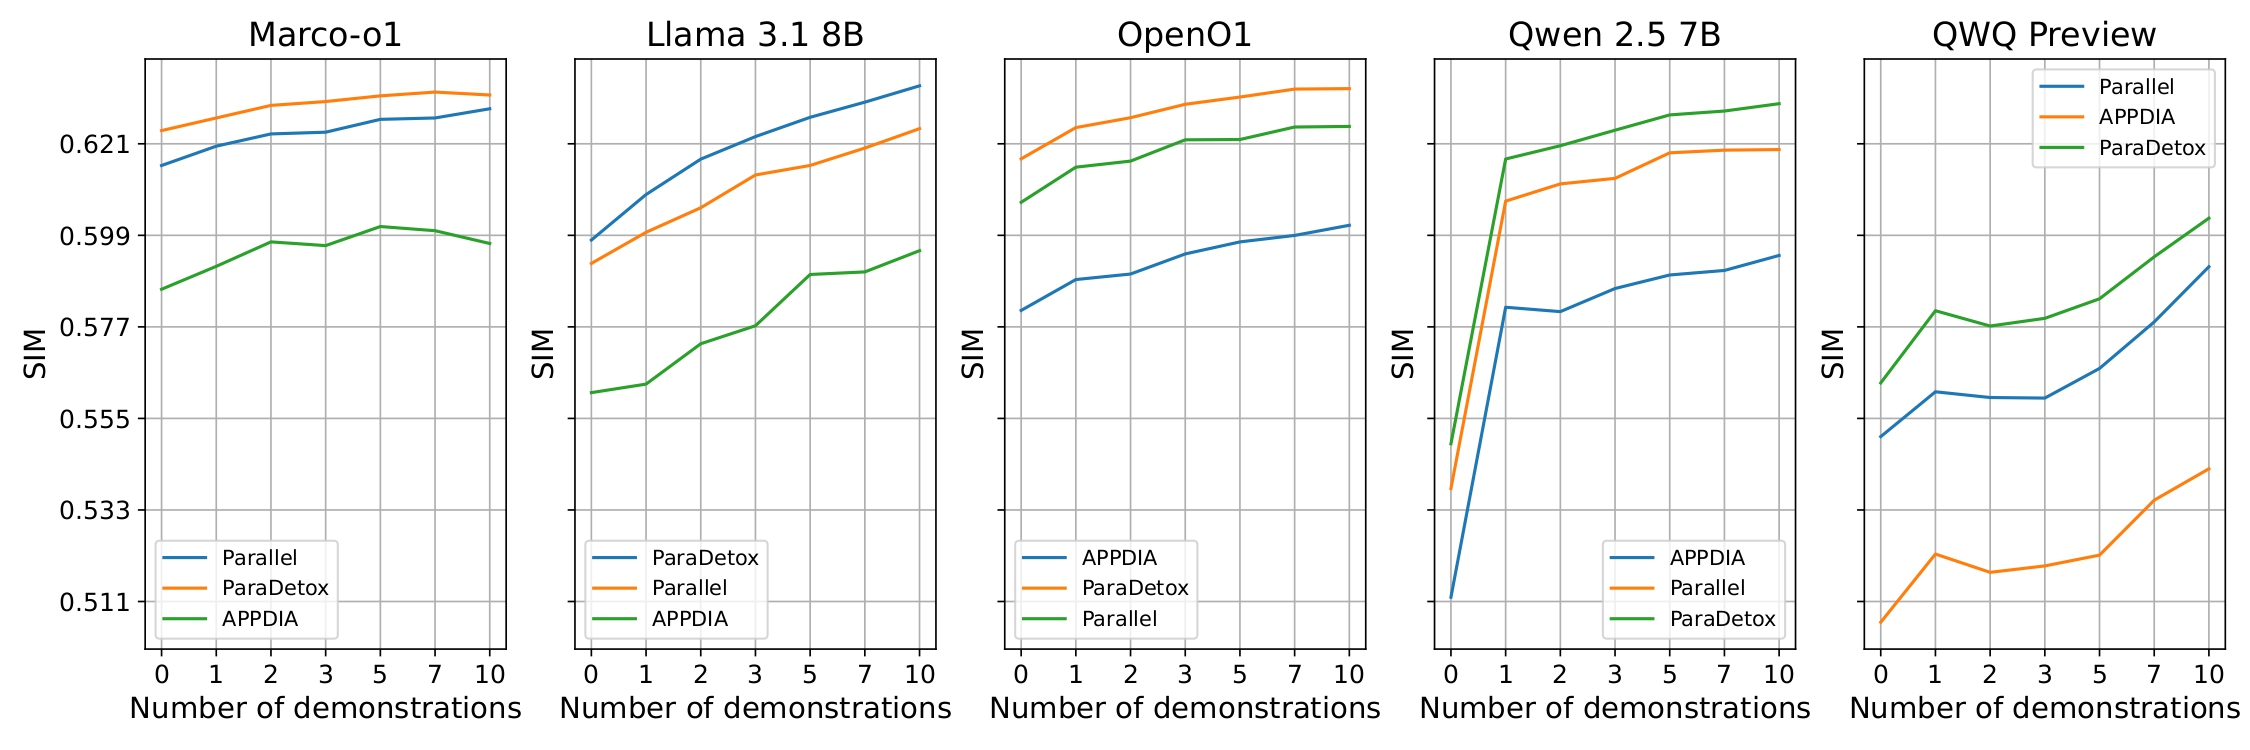 Marco-o1
Llama 3.1 8B
OpenO1
Qwen 2.5 7B
QWQ Preview
SIM
0.621
0.599
0.577
0.555
0.533
0.511
Parallel
ParaDetox
APPDIA
0 1 2 3 5 7 10
Number of demonstrations
SIM
ParaDetox
Parallel
APPDIA
0 1 2 3 5 7 10
Number of demonstrations
SIM
APPDIA
ParaDetox
Parallel
0 1 2 3 5 7 10
Number of demonstrations
SIM
APPDIA
Parallel
ParaDetox
0 1 2 3 5 7 10
Number of demonstrations
SIM
Parallel
APPDIA
ParaDetox
0 1 2 3 5 7 10
Number of demonstrations